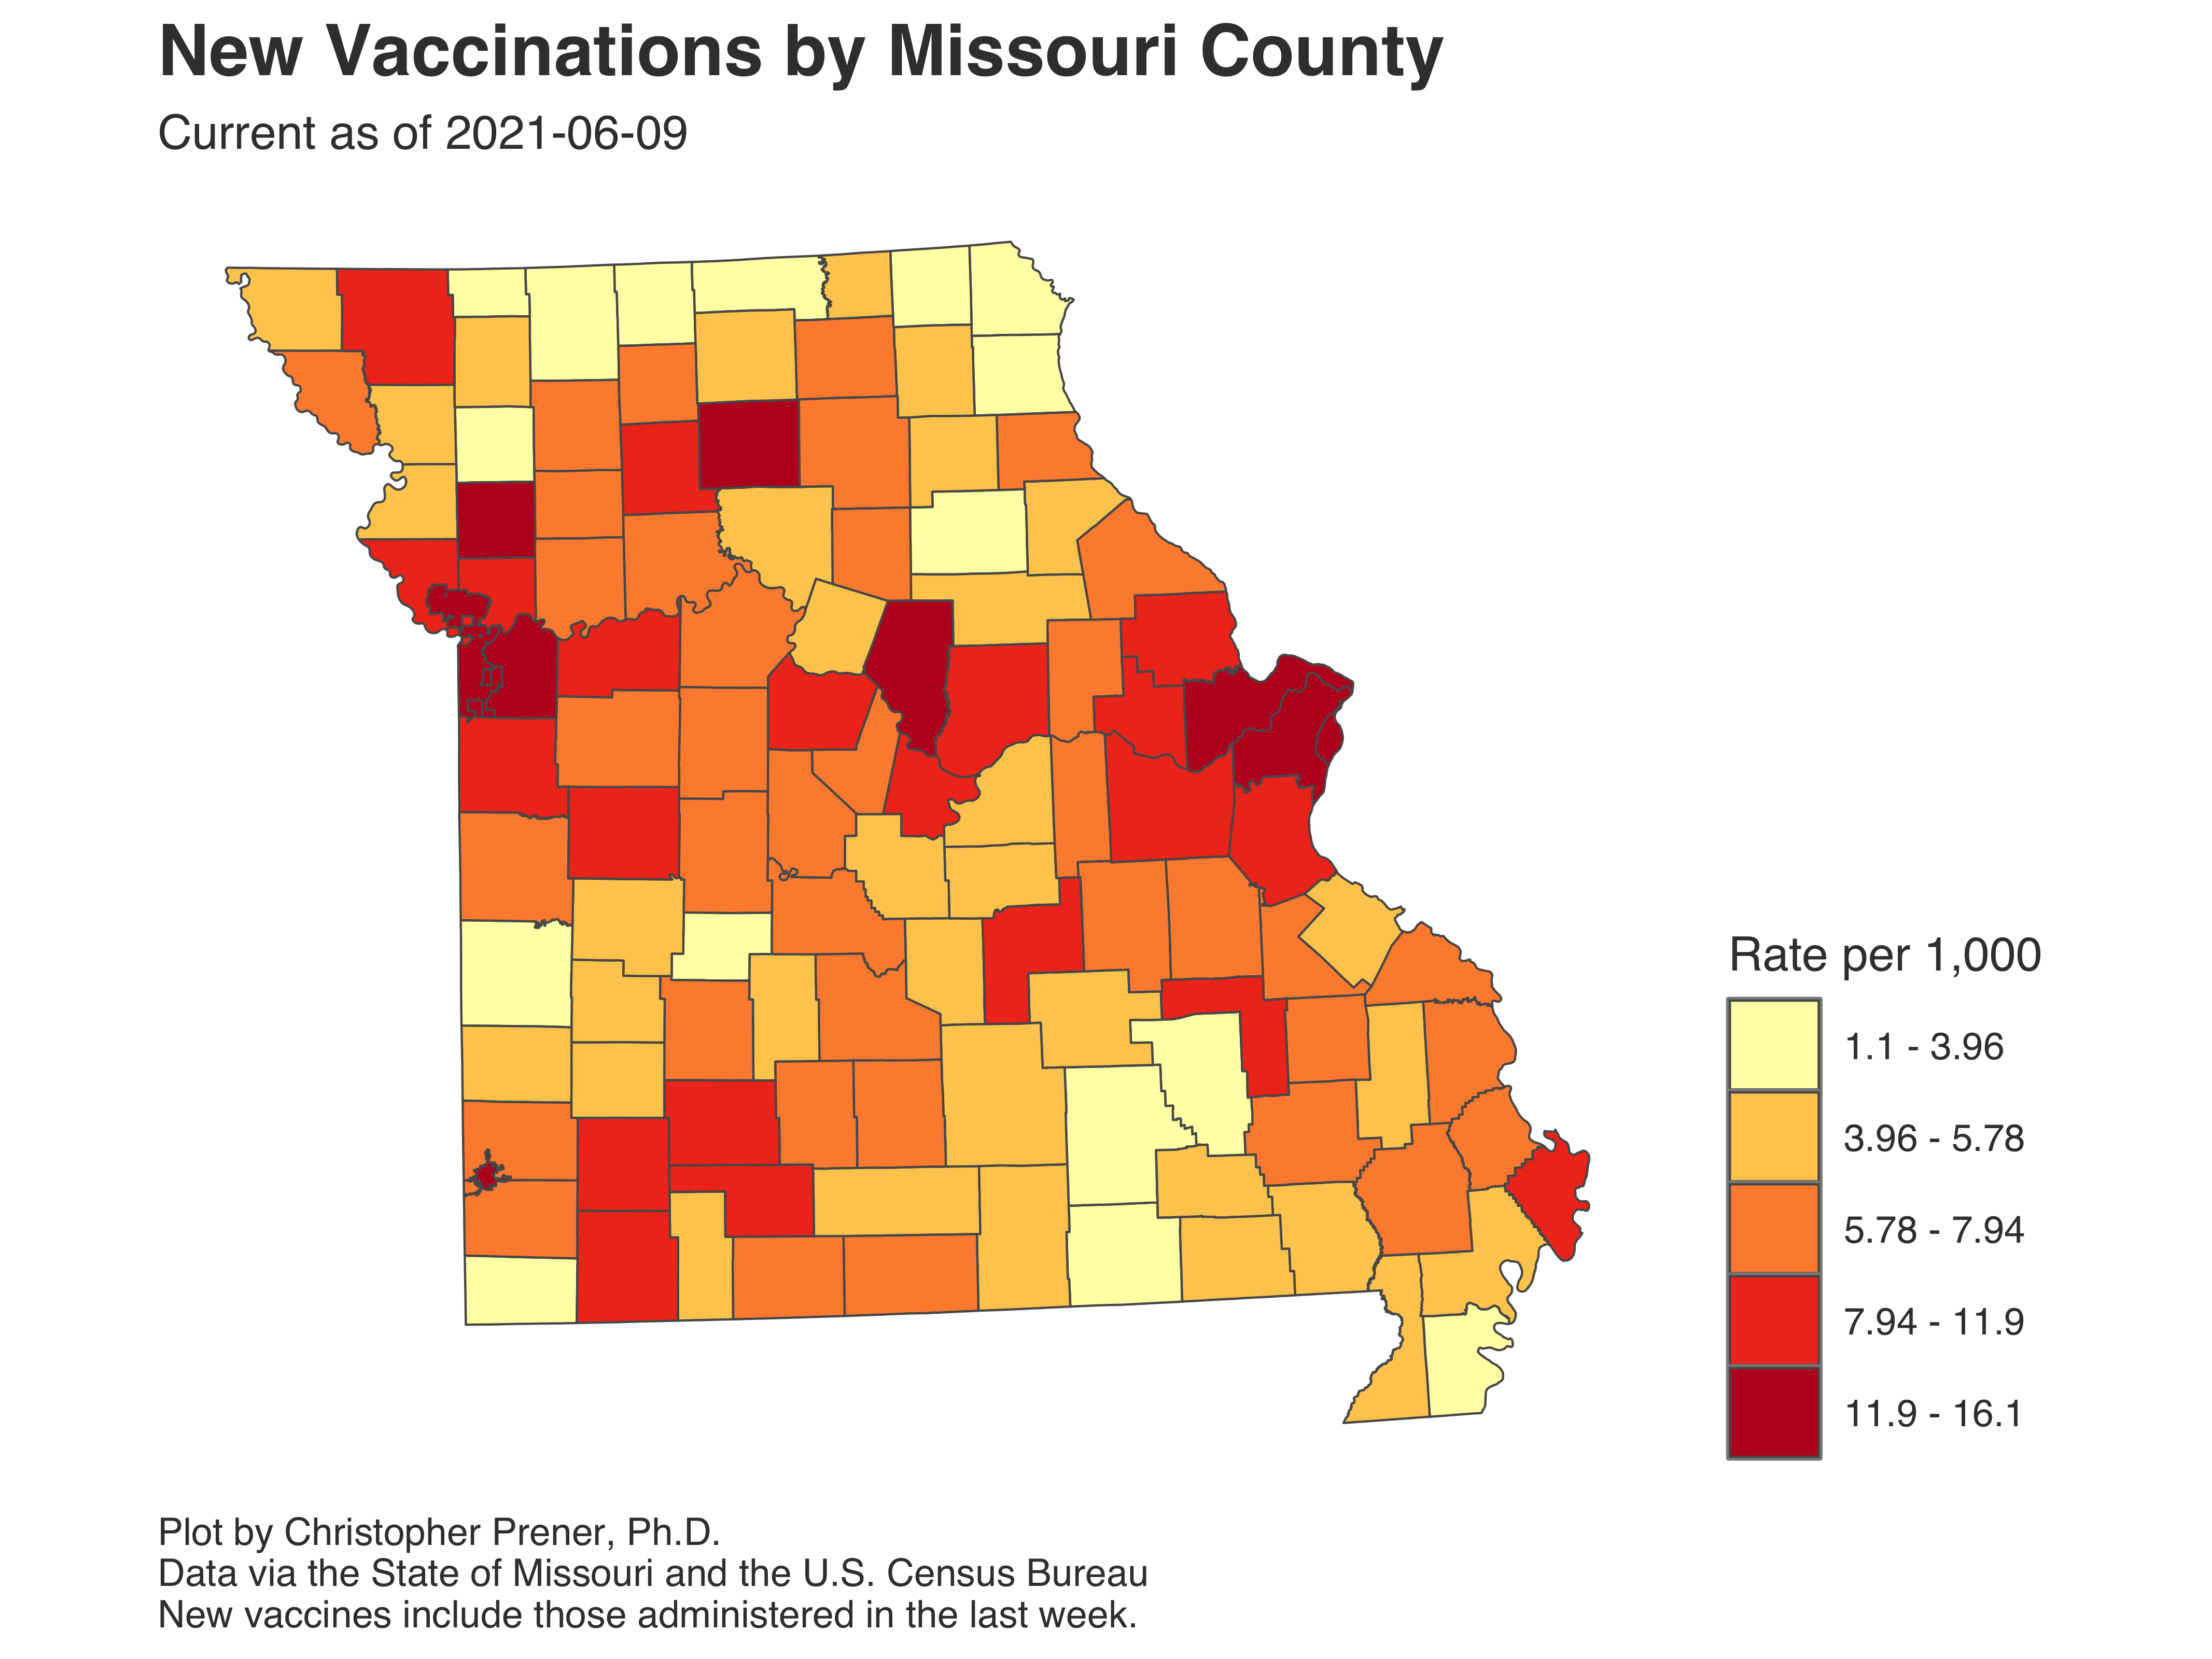 New Vaccinations by Missouri County
Current as of 2021-06-09
Rate per 1,000
1.1 - 3.96
3.96 - 5.78
5.78 - 7.94
7.94 - 11.9
11.9 - 16.1
Plot by Christopher Prener, Ph.D.
Data via the State of Missouri and the U.S. Census Bureau
New vaccines include those administered in the last week.